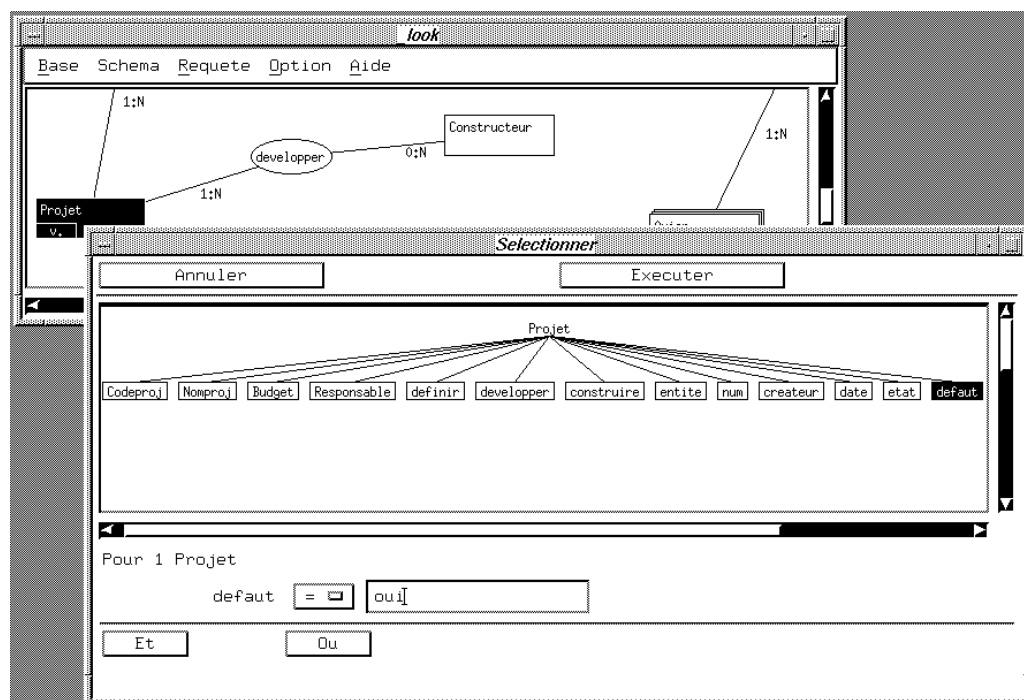 _look
Base Schema Requete Option Aide
1:N
Constructeur
1:N
developper
0:N
1:N
Projet
v.
Selectionner
Annuler Executer
Projet
Codeproj Nomproj Budget Responsable definir developper construire entite num createur date etat defaut
Pour 1 Projet
defaut = oui
Et Ou